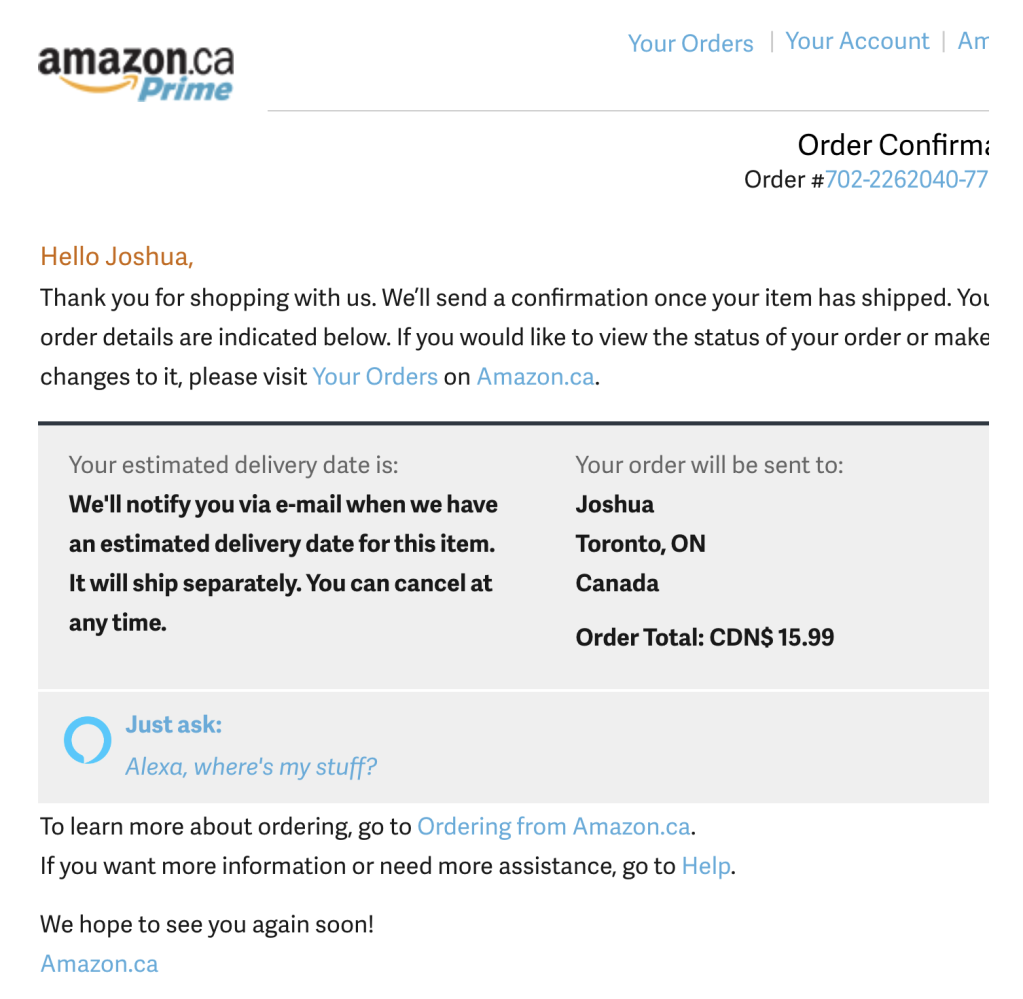 amazon.ca
Prime
Your Orders | Your Account | Am
Order Confirma
Order #702-2262040-77
Hello Joshua,
Thank you for shopping with us. We’ll send a confirmation once your item has shipped. You
order details are indicated below. If you would like to view the status of your order or make
changes to it, please visit Your Orders on Amazon.ca.
Your estimated delivery date is:
We'll notify you via e-mail when we have
an estimated delivery date for this item.
It will ship separately. You can cancel at
any time.
Your order will be sent to:
Joshua
Toronto, ON
Canada
Order Total: CDN$ 15.99
Just ask:
Alexa, where's my stuff?
To learn more about ordering, go to Ordering from Amazon.ca.
If you want more information or need more assistance, go to Help.
We hope to see you again soon!
Amazon.ca